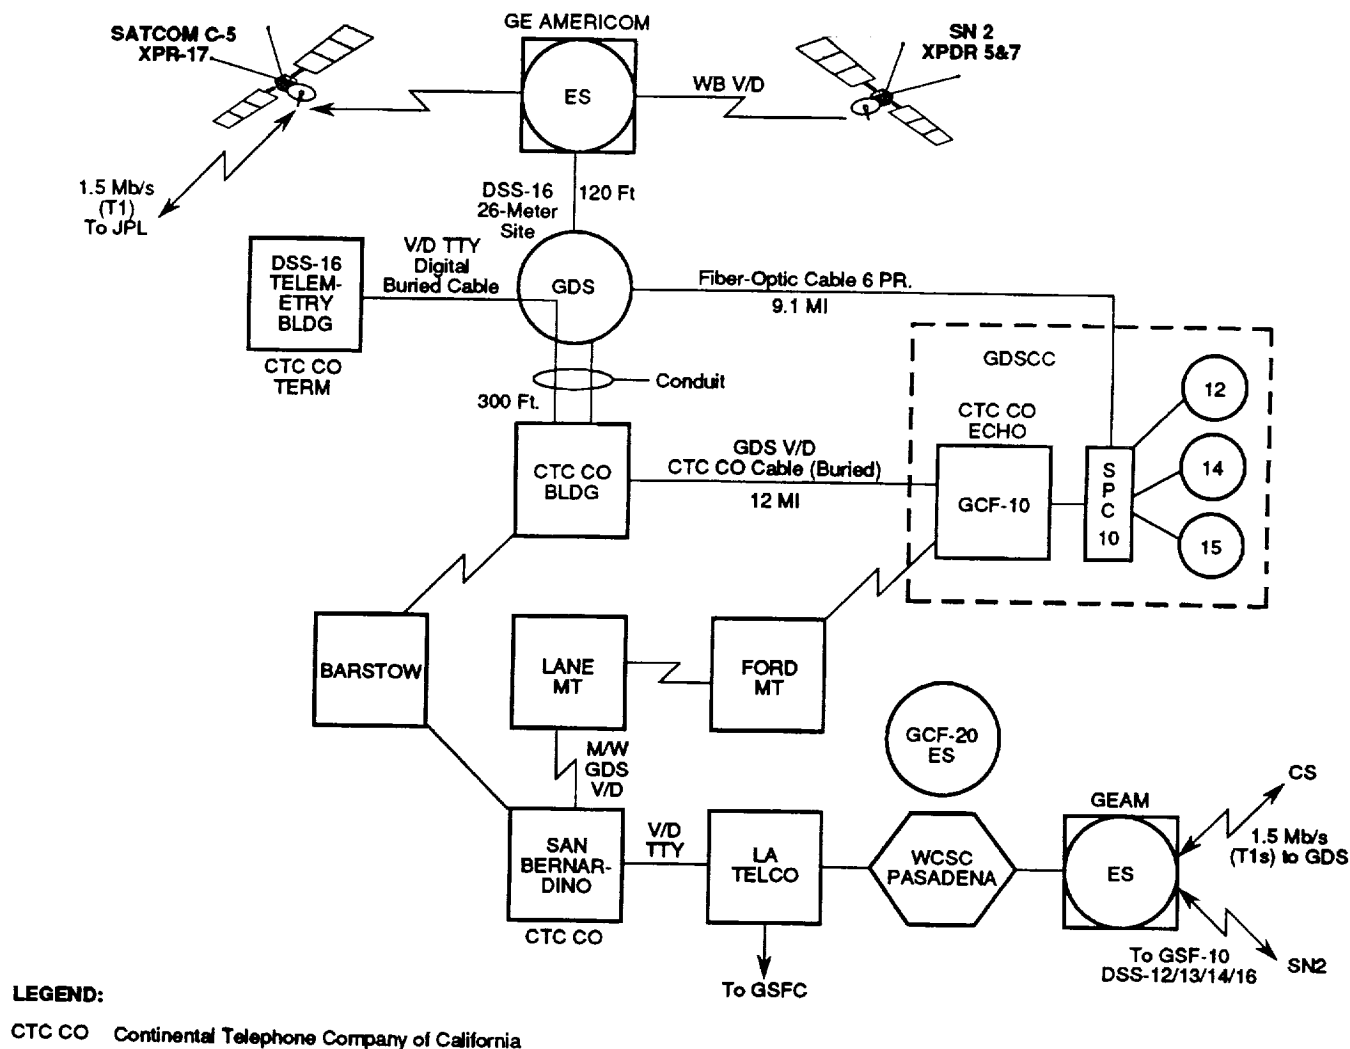 GE AMERICOM
SATCOM C-5
XPR-17
SN 2
XPDR 5&7
ES
WB V/D
1.5 Mb/s
(T1)
To JPL
DSS-16
26-Meter
Site
120 Ft
DSS-16
TELEM-
ETRY
BLDG
CTC CO
TERM
V/D TTY
Digital
Buried Cable
GDS
Fiber-Optic Cable 6 PR.
9.1 MI
Conduit
300 Ft.
GDSCC
CTC CO
ECHO
GCF-10
S
P
C
10
12
14
15
CTC CO
BLDG
GDS V/D
CTC CO Cable (Buried)
12 MI
BARSTOW
LANE
MT
FORD
MT
M/W
GDS
V/D
GCF-20
ES
SAN
BERNAR-
DINO
CTC CO
V/D
TTY
LA
TELCO
To GSFC
WCSC
PASADENA
GEAM
ES
CS
1.5 Mb/s
(T1s) to GDS
To GSF-10
DSS-12/13/14/16
SN2
LEGEND:
CTC CO Continental Telephone Company of California